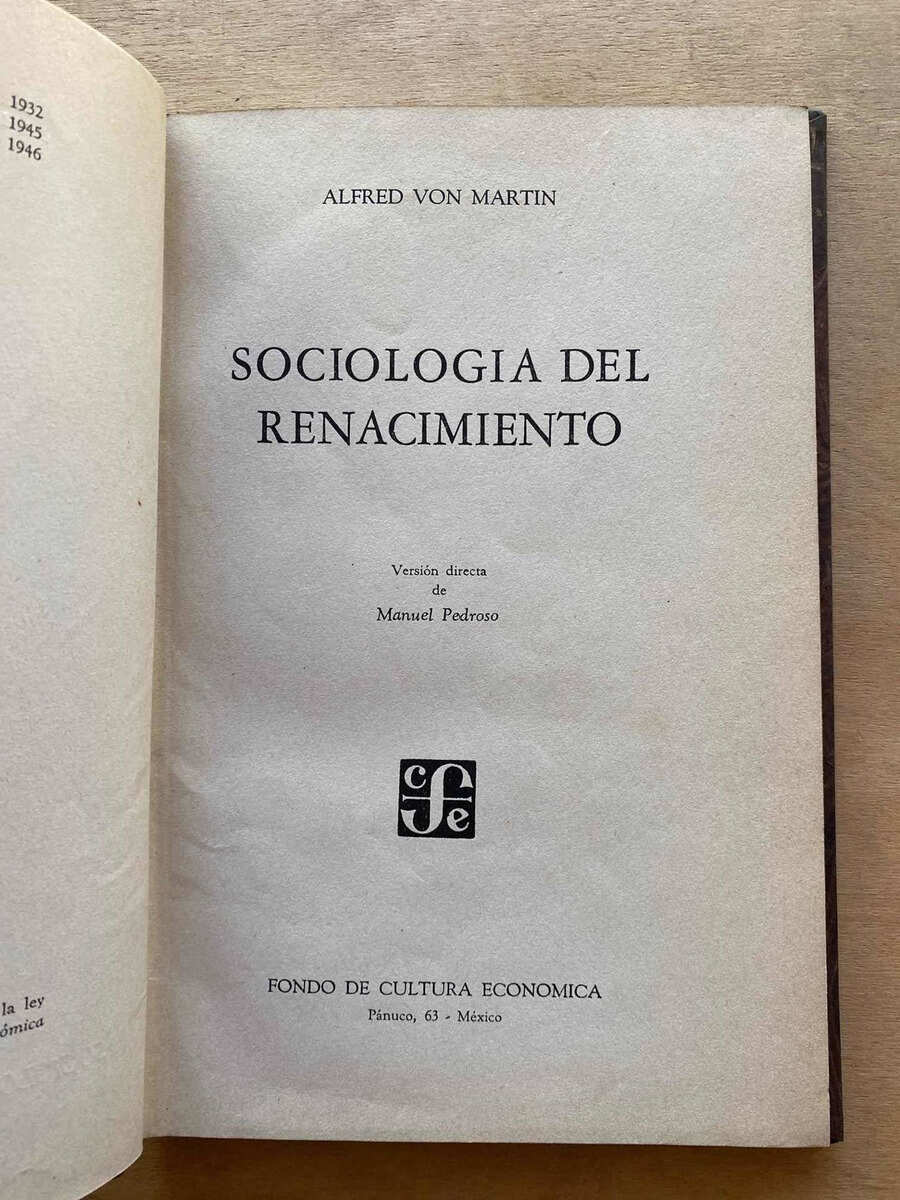 1932
1945
1946
la ley
ómica
ALFRED VON MARTIN
SOCIOLOGIA DEL
RENACIMIENTO
Versión directa
de
Manuel Pedroso
cfe
FONDO DE CULTURA ECONOMICA
Pánuco, 63 - México